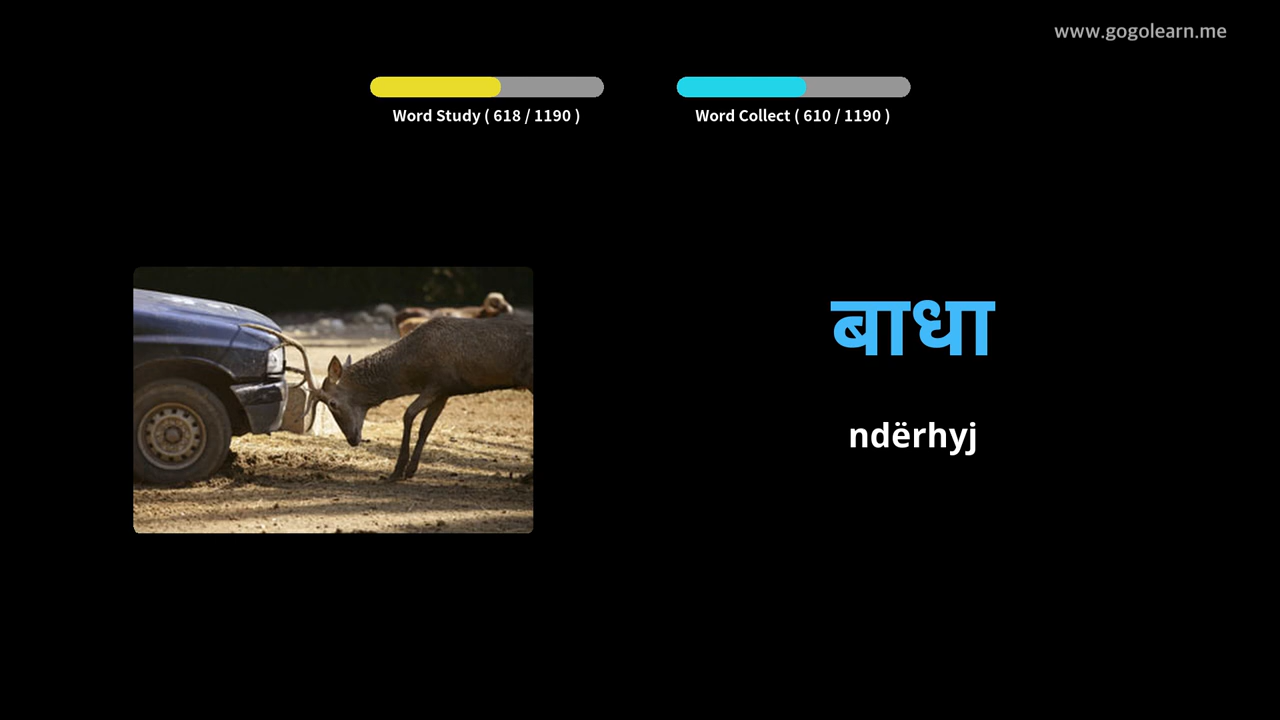 www.gogolearn.me
Word Study ( 618 / 1190 )
Word Collect ( 610 / 1190 )
बाधा
ndërhyj